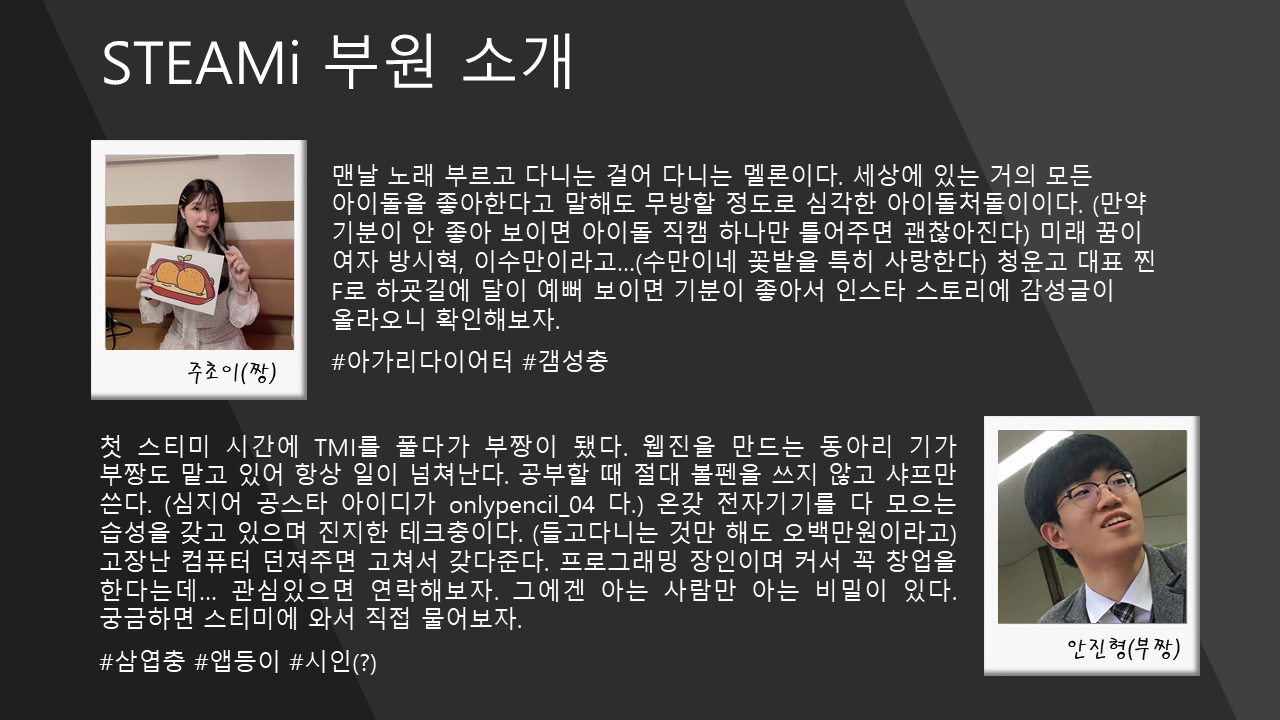 STEAMi 부원 소개
맨날 노래 부르고 다니는 걸어 다니는 멜론이다. 세상에 있는 거의 모든
아이돌을 좋아한다고 말해도 무방할 정도로 심각한 아이돌처돌이이다. (만약
기분이 안 좋아 보이면 아이돌 직캠 하나만 틀어주면 괜찮아진다) 미래 꿈이
여자 방시혁, 이수만이라고...(수만이네 꽃밭을 특히 사랑한다) 청운고 대표 찐
F로 하굣길에 달이 예뻐 보이면 기분이 좋아서 인스타 스토리에 감성글이
올라오니 확인해보자.
#아가리다이어터 #갬성충
주초이(짱)
첫 스티미 시간에 TMI를 풀다가 부짱이 됐다. 웹진을 만드는 동아리 기가
부짱도 맡고 있어 항상 일이 넘쳐난다. 공부할 때 절대 볼펜을 쓰지 않고 샤프만
쓴다. (심지어 공스타 아이디가 onlypencil_04 다.) 온갖 전자기기를 다 모으는
습성을 갖고 있으며 진지한 테크충이다. (들고다니는 것만 해도 오백만원이라고)
고장난 컴퓨터 던져주면 고쳐서 갖다준다. 프로그래밍 장인이며 커서 꼭 창업을
한다는데... 관심있으면 연락해보자. 그에겐 아는 사람만 아는 비밀이 있다.
궁금하면 스티미에 와서 직접 물어보자.
#삼엽충 #앱등이 #시인(?)
안진형(부짱)